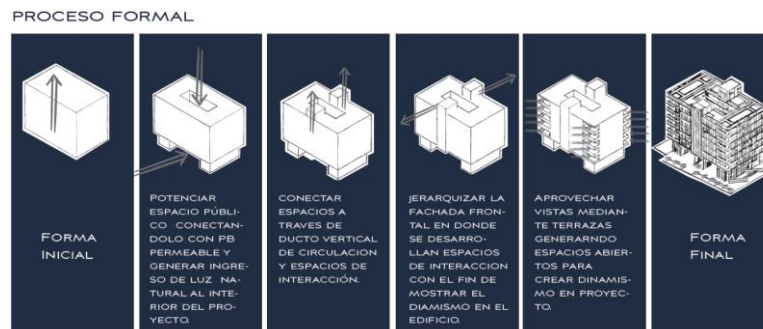 PROCESO FORMAL
FORMA
INICIAL
POTENCIAR
ESPACIO PÚBLI-
CO CONECTAN-
DOLO CON PB
PERMEABLE Y
GENERAR INGRE-
SO DE LUZ NA-
TURAL AL INTE-
RIOR DEL PRO-
YECTO.
CONECTAR
ESPACIOS A
TRAVES DE
DUCTO VERTICAL
DE CIRCULACION
Y ESPACIOS DE
INTERACCIÓN.
JERARQUIZAR LA
FACHADA FRON-
TAL EN DONDE
SE DESARRO-
LLAN ESPACIOS
DE INTERACCION
CON EL FIN DE
MOSTRAR EL
DIAMISMO EN EL
EDIFICIO.
APROVECHAR
VISTAS MEDIAN-
TE TERRAZAS
GENERARNDO
ESPACIOS ABIER-
TOS PARA
CREAR DINAMIS-
MO EN PROYEC-
TO.
FORMA
FINAL